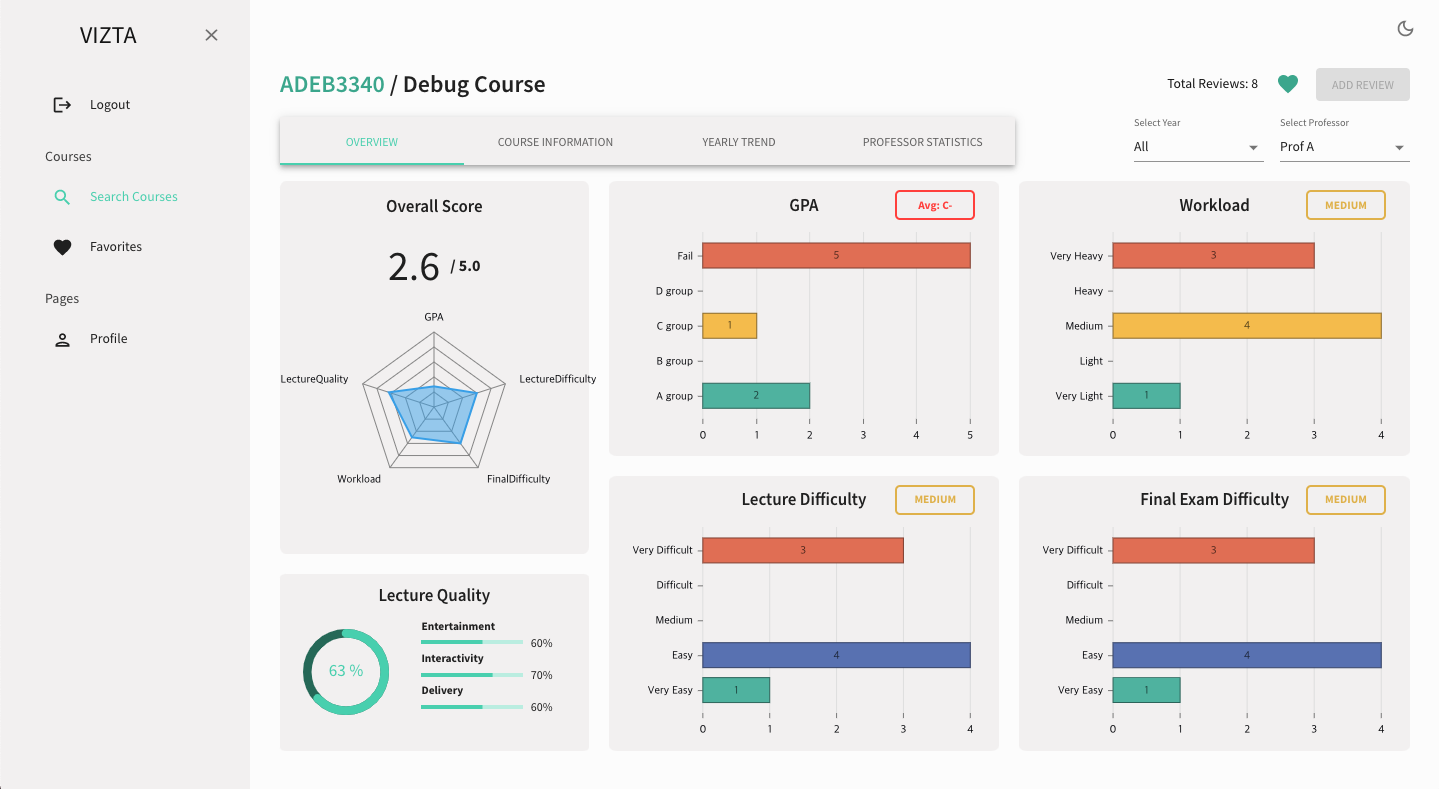 VIZTA
Logout
Courses
Search Courses
Favorites
Pages
Profile
ADEB3340 / Debug Course
Total Reviews: 8
ADD REVIEW
OVERVIEW
COURSE INFORMATION
YEARLY TREND
PROFESSOR STATISTICS
Select Year
All
Select Professor
Prof A
Overall Score
2.6 / 5.0
GPA
LectureQuality
LectureDifficulty
Workload
FinalDifficulty
Lecture Quality
63 %
Entertainment
60%
Interactivity
70%
Delivery
60%
GPA
Avg: C-
Fail
5
D group
C group
1
B group
A group
2
0 1 2 3 4 5
Workload
MEDIUM
Very Heavy
3
Heavy
Medium
4
Light
Very Light
1
0 1 2 3 4
Lecture Difficulty
MEDIUM
Very Difficult
3
Difficult
Medium
Easy
4
Very Easy
1
0 1 2 3 4
Final Exam Difficulty
MEDIUM
Very Difficult
3
Difficult
Medium
Easy
4
Very Easy
1
0 1 2 3 4